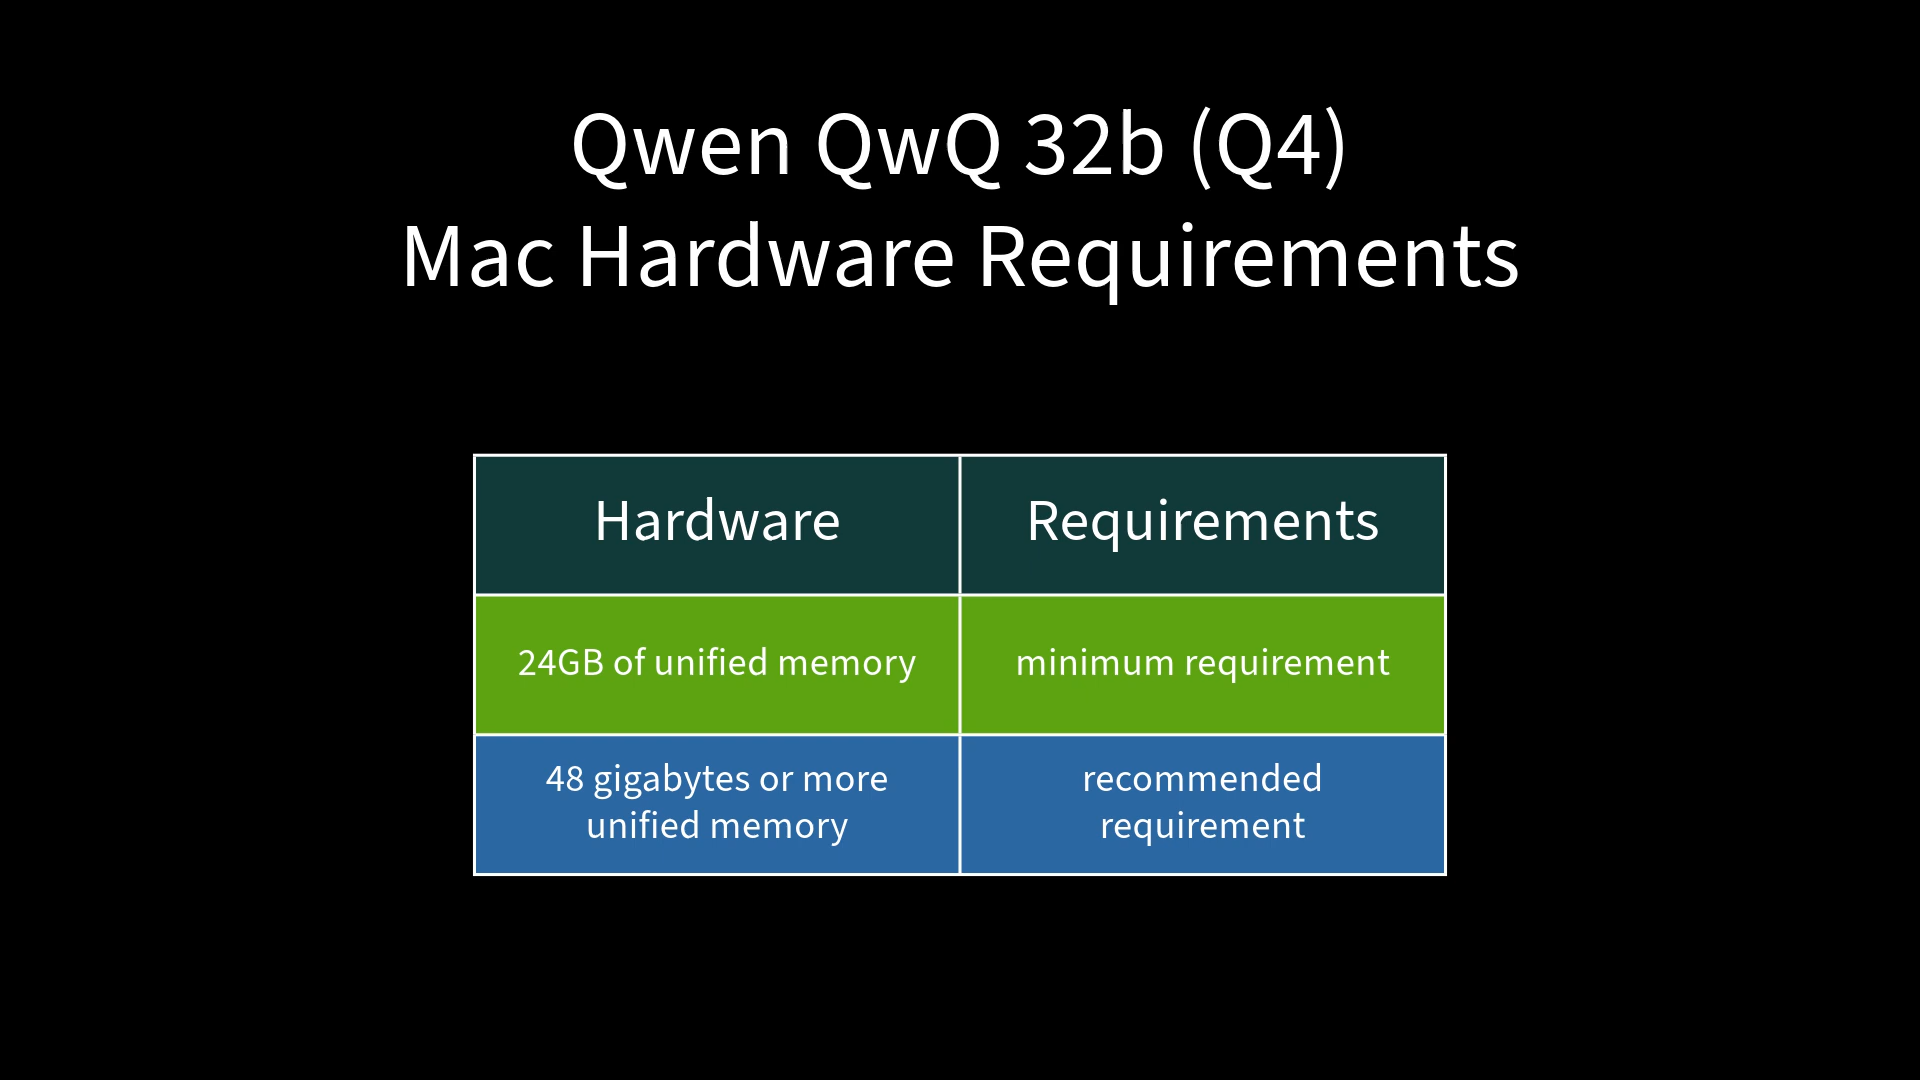 Qwen QwQ 32b (Q4)
Mac Hardware Requirements
Hardware
Requirements
24GB of unified memory
minimum requirement
48 gigabytes or more
unified memory
recommended
requirement